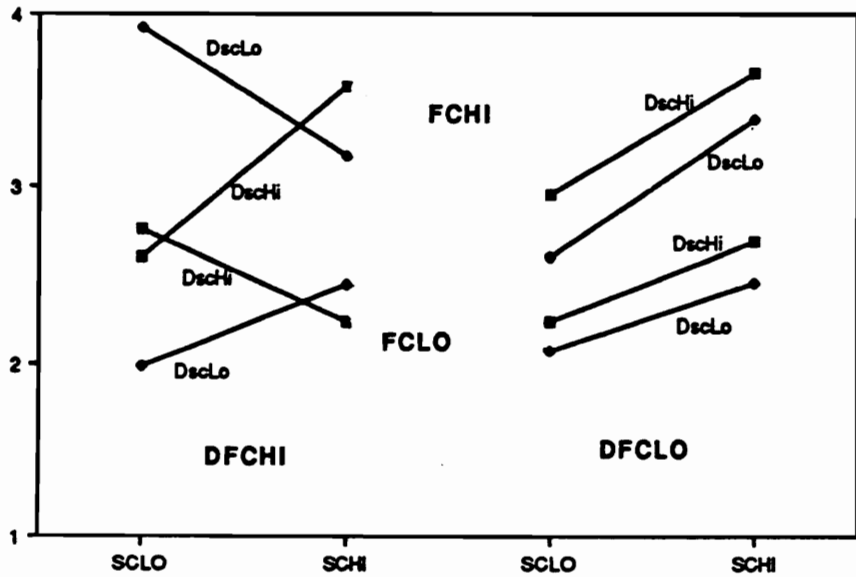 4
DscLo
FCHI
DscHi
DscLo
3
DscHi
DscHi
DscHi
FCLO
2
DscLo
DscLo
DFCHI
DFCLO
1
SCLO
SCHI
SCLO
SCHI